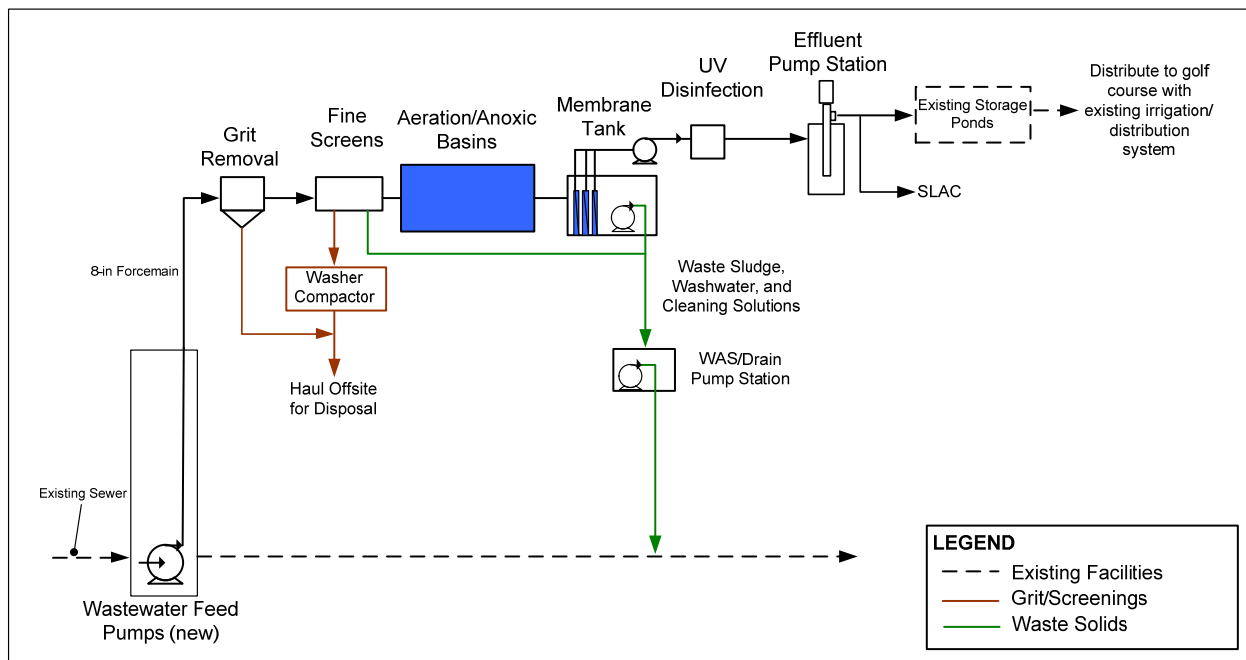 Effluent
Pump Station
UV
Disinfection
Membrane
Tank
Aeration/Anoxic
Basins
Fine
Screens
Grit
Removal
Existing Storage
Ponds
Distribute to golf
course with
existing irrigation/
distribution
system
SLAC
8-in Forcemain
Washer
Compactor
Waste Sludge,
Washwater, and
Cleaning Solutions
WAS/Drain
Pump Station
Haul Offsite
for Disposal
Existing Sewer
Wastewater Feed
Pumps (new)
LEGEND
Existing Facilities
Grit/Screenings
Waste Solids